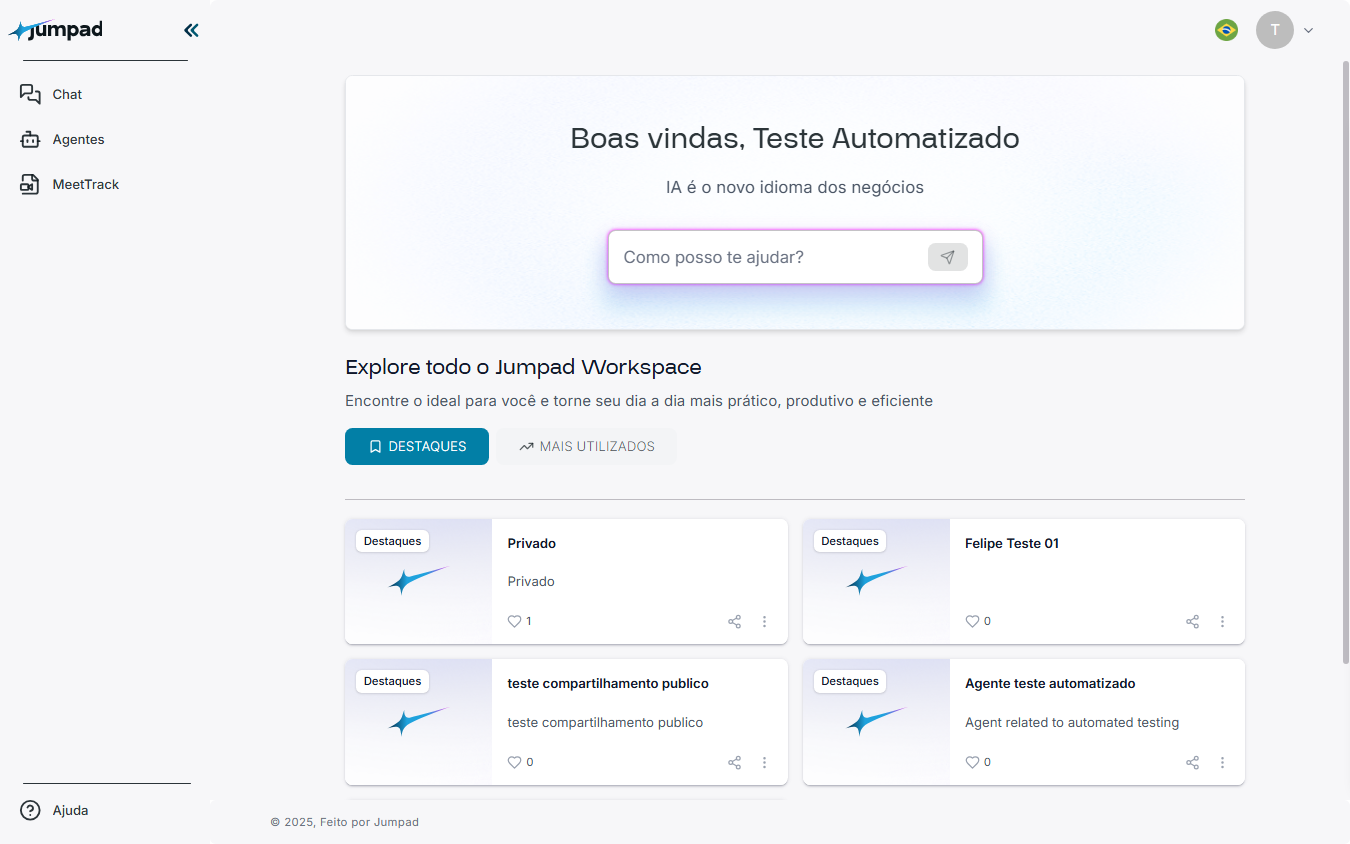 Jumpad
Chat
Agentes
MeetTrack
Ajuda
T
Boas vindas, Teste Automatizado
IA é o novo idioma dos negócios
Como posso te ajudar?
Explore todo o Jumpad Workspace
Encontre o ideal para você e torne seu dia a dia mais prático, produtivo e eficiente
DESTAQUES
MAIS UTILIZADOS
Destaques
Privado
Privado
1
Destaques
Felipe Teste 01
0
Destaques
teste compartilhamento publico
teste compartilhamento publico
0
Destaques
Agente teste automatizado
Agent related to automated testing
0
© 2025, Feito por Jumpad